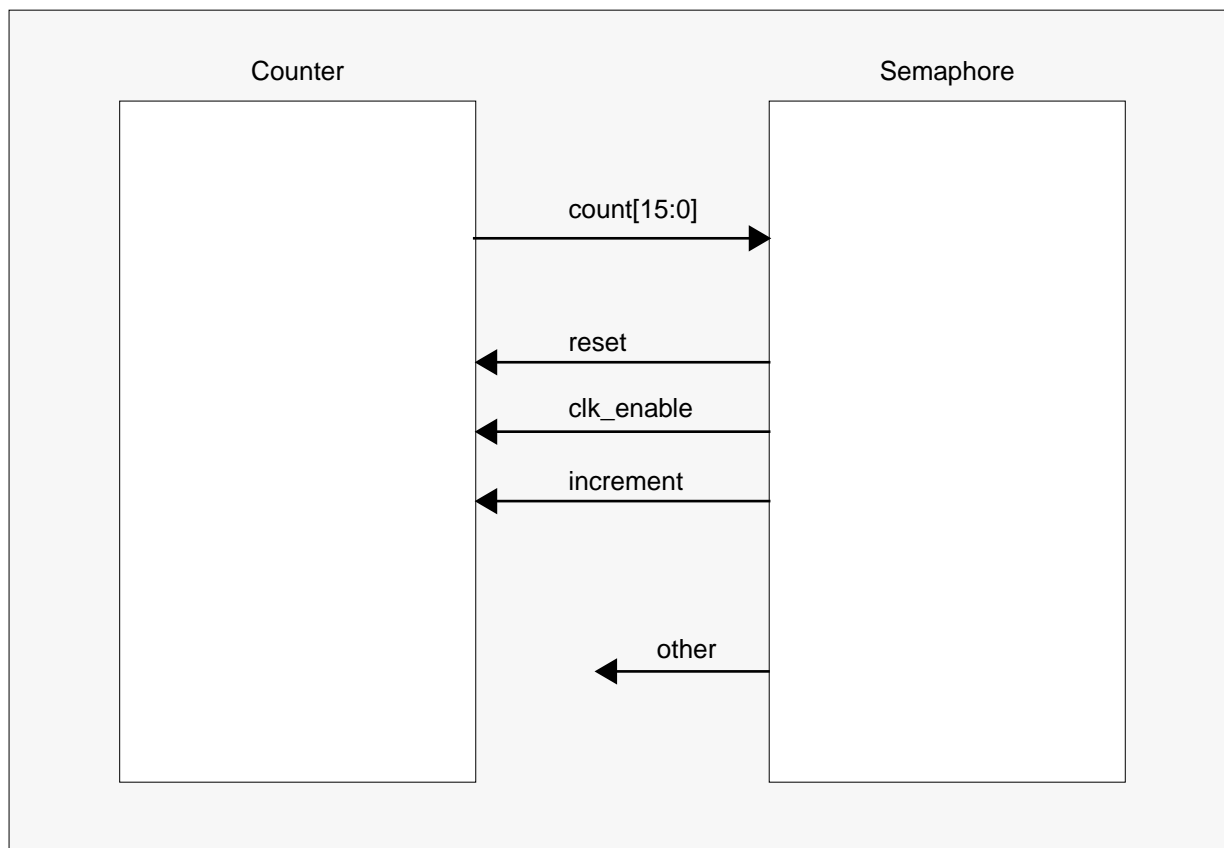 Counter
Semaphore
count[15:0]
reset
clk_enable
increment
other